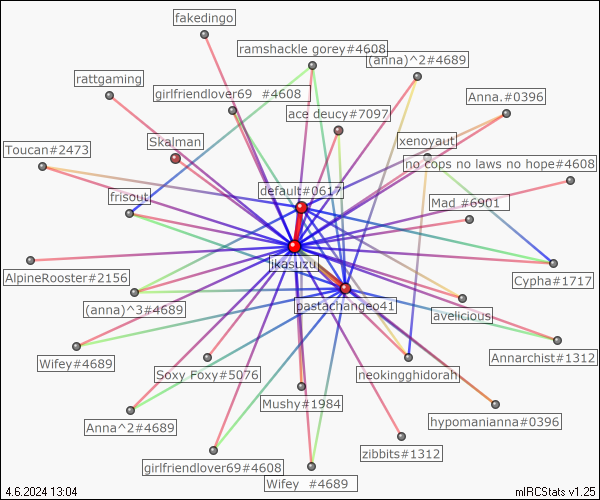 fakedingo
ramshackle gorey#4608
(anna)^2#4689
rattgaming
girlfriendlover69 #4608
Anna.#0396
ace deucy#7097
Toucan#2473
Skalman
xenoyaut
no cops no laws no hope#4608
default#0617
frisout
Mad #6901
jkasuzu
AlpineRooster#2156
Cypha#1717
(anna)^3#4689
pastachangeo41
avelicious
Wifey#4689
Soxy Foxy#5076
neokingghidorah
Annarchist#1312
Mushy#1984
Anna^2#4689
hypomanianna#0396
zibbits#1312
girlfriendlover69#4608
Wifey #4689
4.6.2024 13:04
mIRCStats v1.25